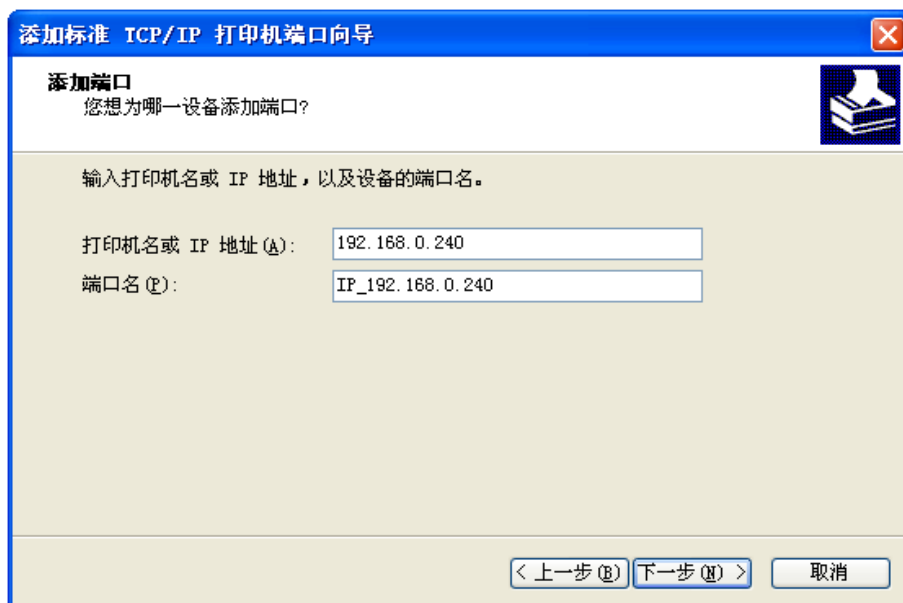 添加标准 TCP/IP 打印机端口向导
添加端口
您想为哪一设备添加端口?
输入打印机名或 IP 地址,以及设备的端口名。
打印机名或 IP 地址(A): 192.168.0.240
端口名(P): IP_192.168.0.240
< 上一步(B) 下一步(N) > 取消